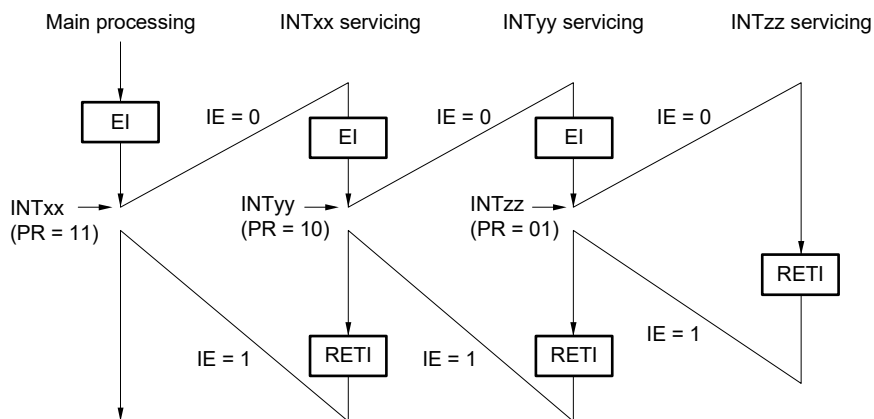 Main processing
INTxx servicing
INTyy servicing
INTzz servicing
IE = 0
IE = 0
IE = 0
EI
EI
EI
INTxx
(PR = 11)
INTyy
(PR = 10)
INTzz
(PR = 01)
RETI
IE = 1
RETI
IE = 1
RETI
IE = 1